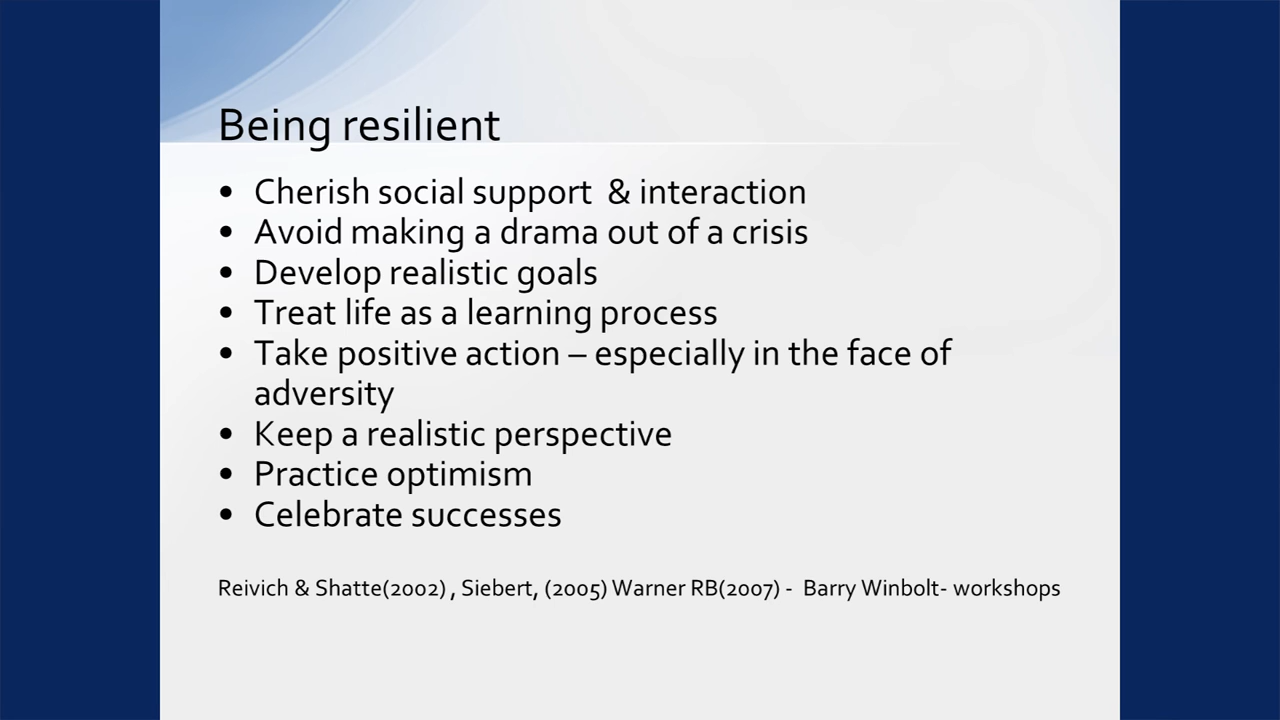 Being resilient
• Cherish social support  & interaction
• Avoid making a drama out of a crisis
• Develop realistic goals
• Treat life as a learning process
• Take positive action – especially in the face of
adversity
• Keep a realistic perspective
• Practice optimism
• Celebrate successes
Reivich & Shatte(2002) , Siebert, (2005) Warner RB(2007) -  Barry Winbolt- workshops